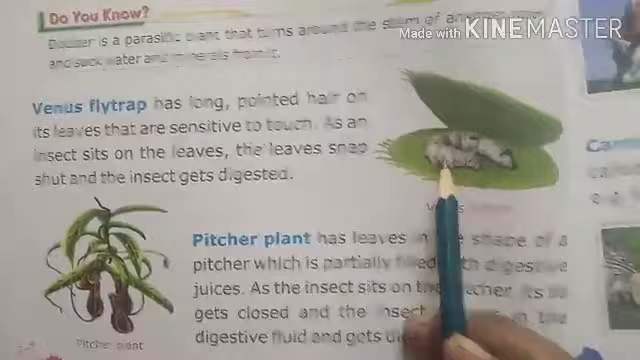 Do You Know?
Made with KINEMASTER
is a parasitic plant that turns around the stem of
and suck water and minerals from it.
Venus flytrap has long, pointed hair on
its leaves that are sensitive to touch. As an
insect sits on the leaves, the leaves snap
shut and the insect gets digested.
Pitcher plant has leaves in shape of a
pitcher which is partially digestive
juices. As the insect sits on
gets closed and the insect in the
digestive fluid and gets
Pitcher plant